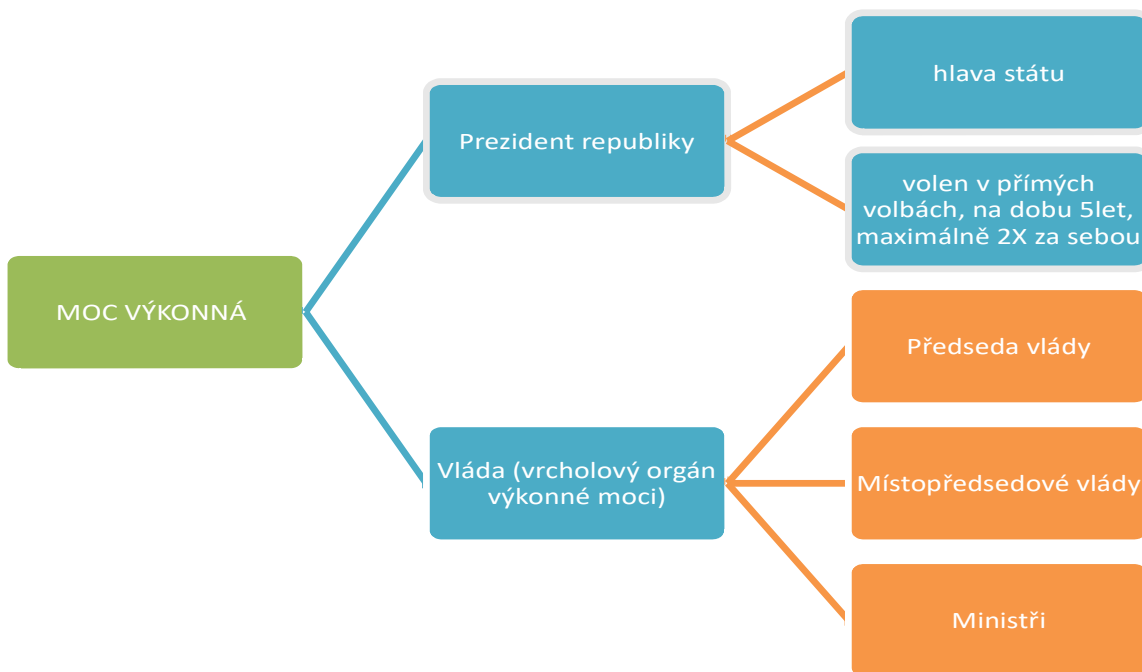 MOC VÝKONNÁ
Prezident republiky
hlava státu
volen v přímých
volbách, na dobu 5let,
maximálně 2X za sebou
Vláda (vrcholový orgán
výkonné moci)
Předseda vlády
Místopředsedové vlády
Ministři